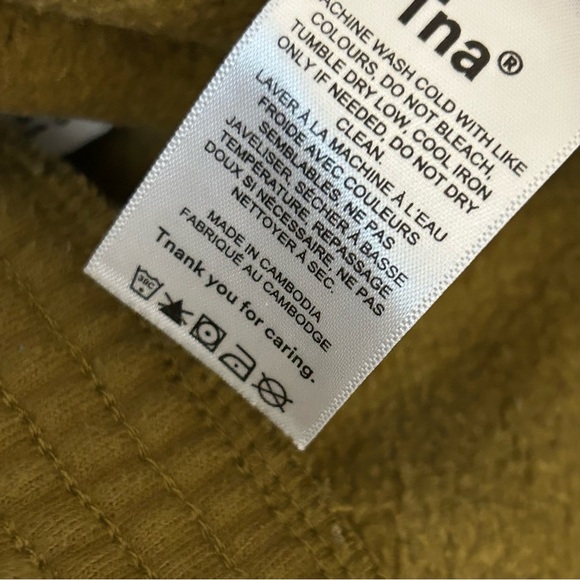 Tna®
MACHINE WASH COLD WITH LIKE
COLOURS, DO NOT BLEACH,
TUMBLE DRY LOW, COOL IRON
ONLY IF NEEDED. DO NOT DRY
CLEAN.
LAVER À LA MACHINE À L'EAU
FROIDE AVEC COULEURS
SEMBLABLES, NE PAS
JAVELISER, SÉCHER À BASSE
TEMPÉRATURE. REPASSAGE
DOUX SI NÉCESSAIRE. NE PAS
NETTOYER À SEC.
MADE IN CAMBODIA
FABRIQUÉ AU CAMBODGE
Tnank you for caring.